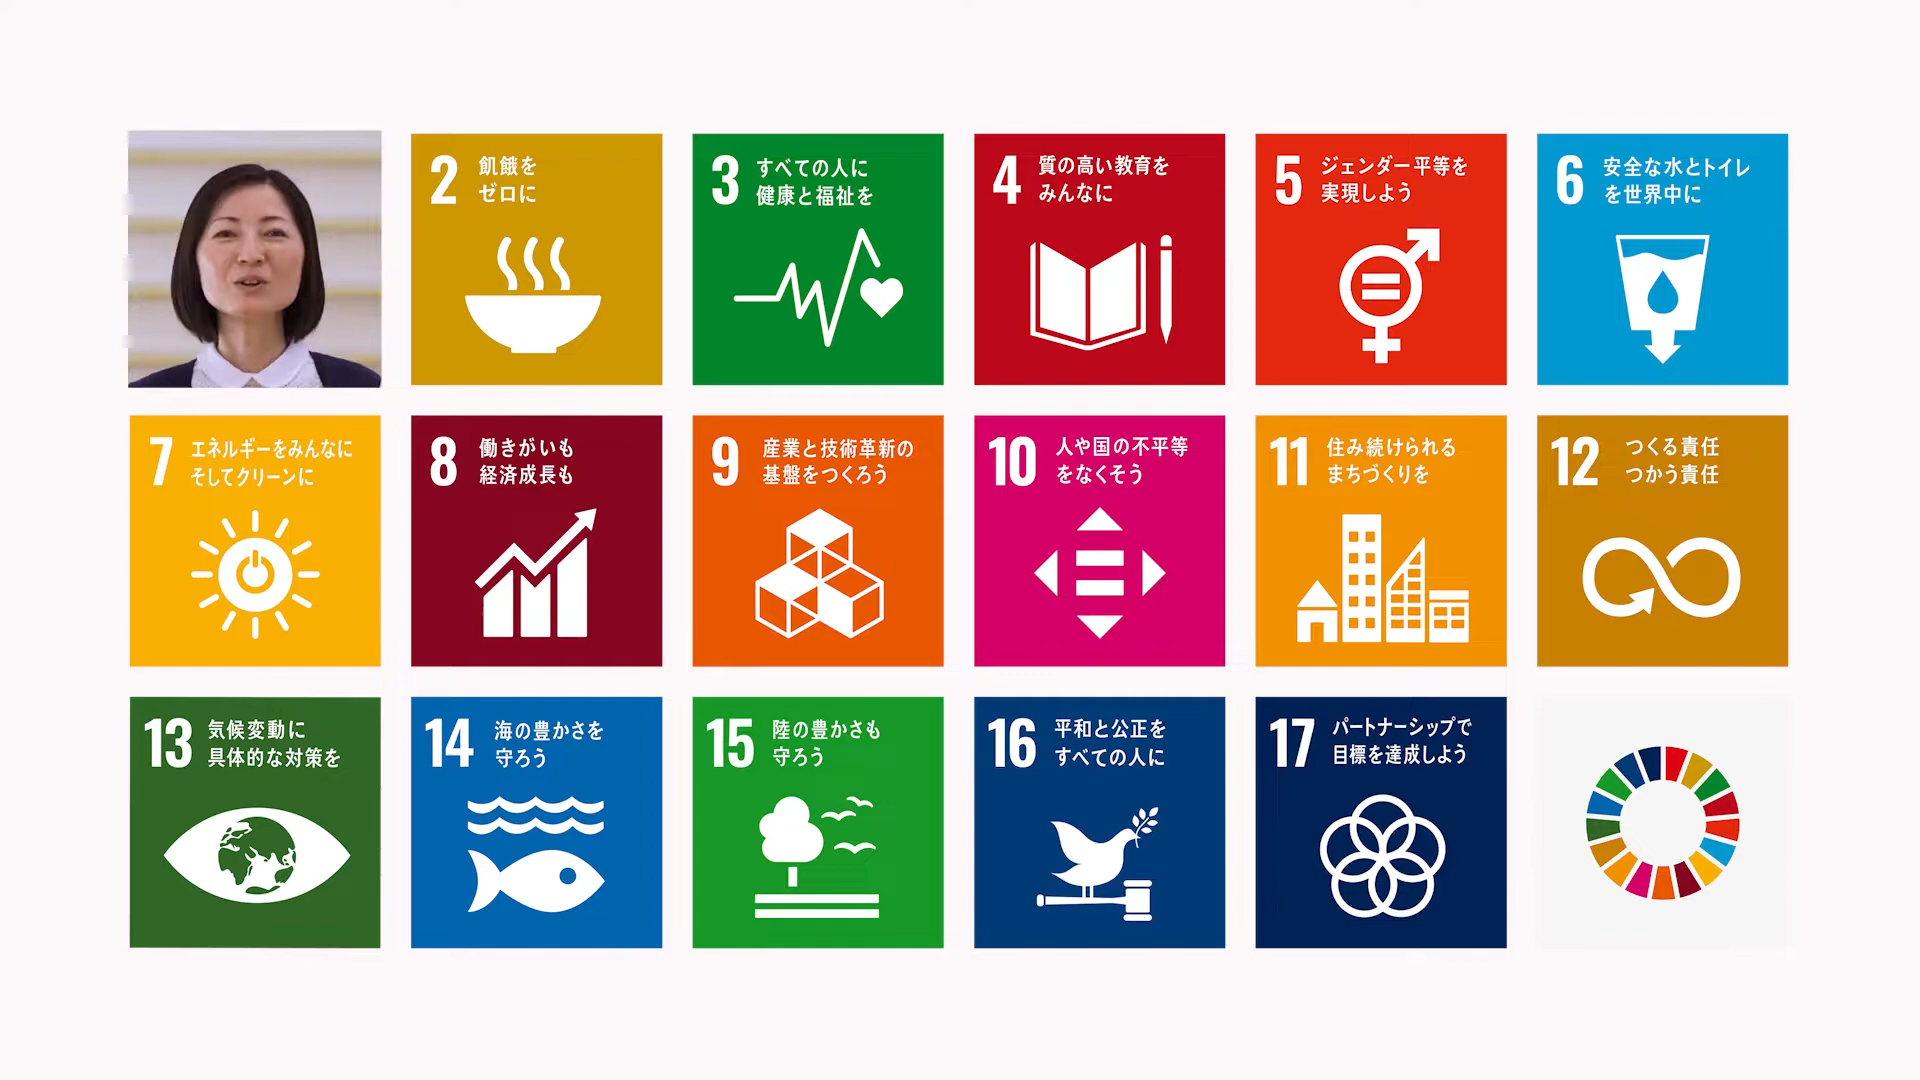 2 飢餓を
ゼロに
3 すべての人に
健康と福祉を
4 質の高い教育を
みんなに
5 ジェンダー平等を
実現しよう
6 安全な水とトイレ
を世界中に
7 エネルギーをみんなに
そしてクリーンに
8 働きがいも
経済成長も
9 産業と技術革新の
基盤をつくろう
10 人や国の不平等
をなくそう
11 住み続けられる
まちづくりを
12 つくる責任
つかう責任
13 気候変動に
具体的な対策を
14 海の豊かさを
守ろう
15 陸の豊かさも
守ろう
16 平和と公正を
すべての人に
17 パートナーシップで
目標を達成しよう